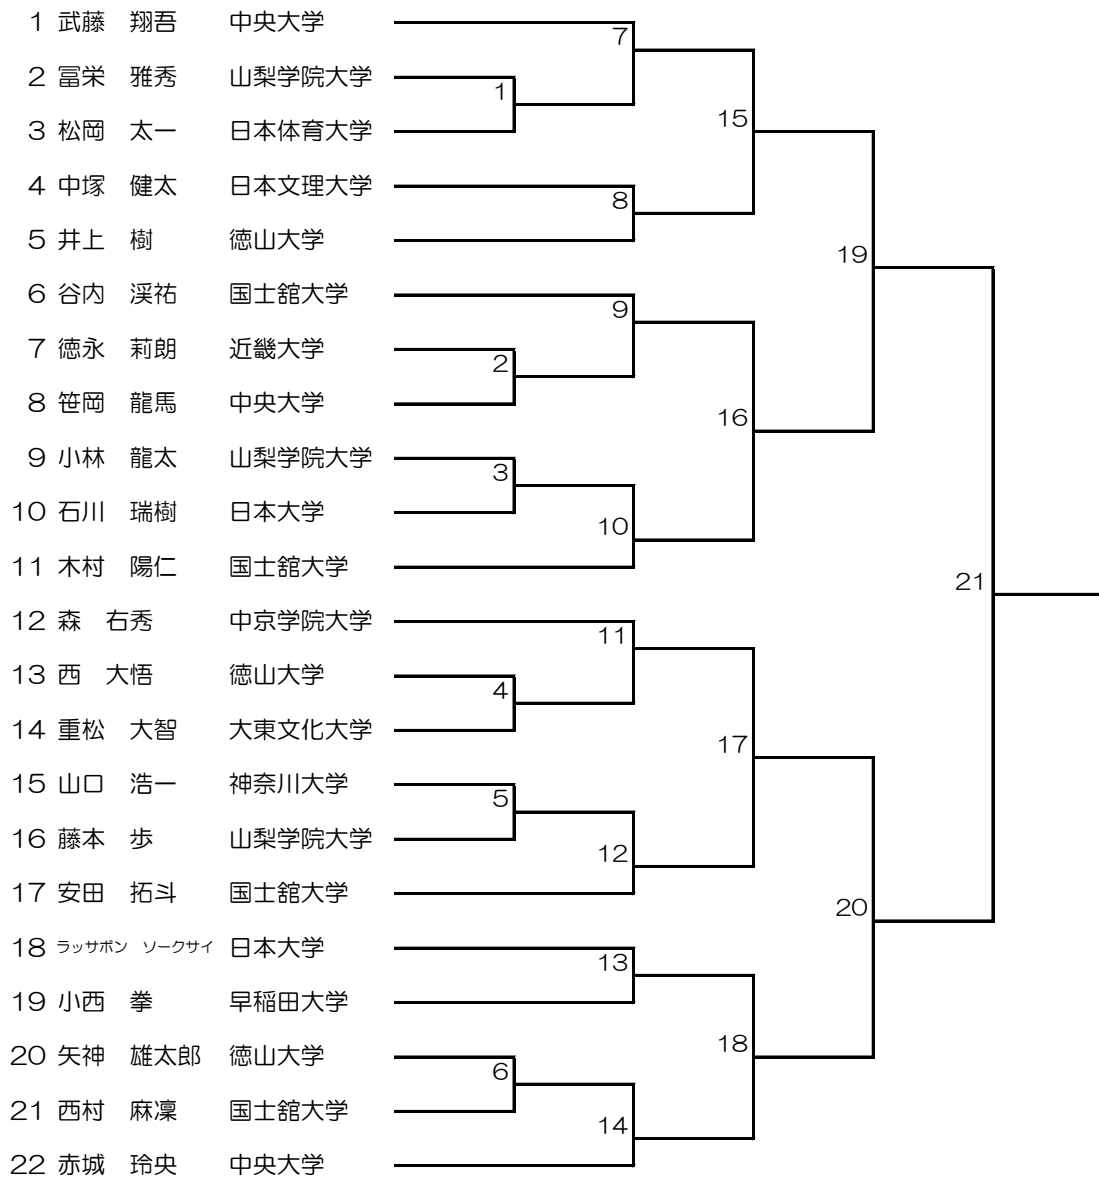 1 武藤 翔吾 中央大学
7
2 冨栄 雅秀 山梨学院大学
1
15
3 松岡 太一 日本体育大学
4 中塚 健太 日本文理大学
8
5 井上 樹 徳山大学
19
6 谷内 渓祐 国士舘大学
9
7 徳永 莉朗 近畿大学
2
8 笹岡 龍馬 中央大学
16
9 小林 龍太 山梨学院大学
3
10 石川 瑞樹 日本大学
10
11 木村 陽仁 国士舘大学
21
12 森 右秀 中京学院大学
11
13 西 大悟 徳山大学
4
14 重松 大智 大東文化大学
17
15 山口 浩一 神奈川大学
5
16 藤本 歩 山梨学院大学
12
17 安田 拓斗 国士舘大学
20
18 ラッサボン ソークサイ 日本大学
13
19 小西 拳 早稲田大学
18
20 矢神 雄太郎 徳山大学
6
21 西村 麻凜 国士舘大学
14
22 赤城 玲央 中央大学